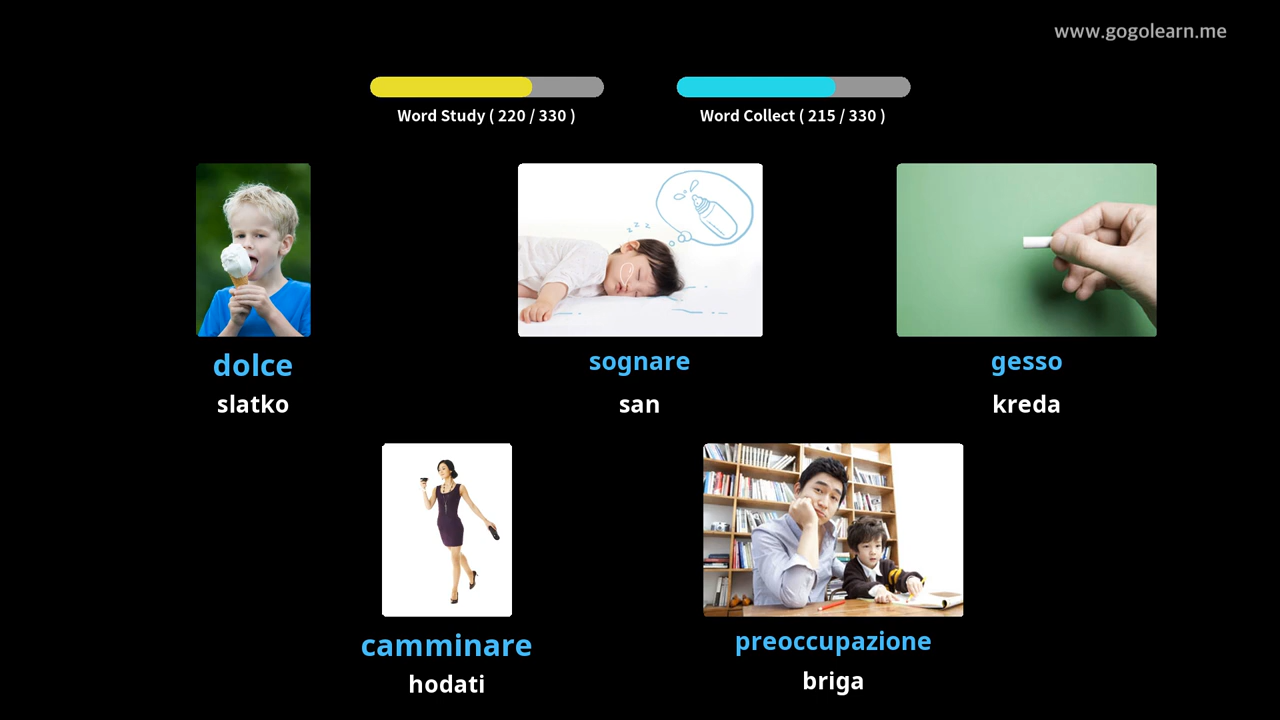 www.gogolearn.me
Word Study ( 220 / 330 )
Word Collect ( 215 / 330 )
dolce
slatko
sognare
san
gesso
kreda
camminare
hodati
preoccupazione
briga